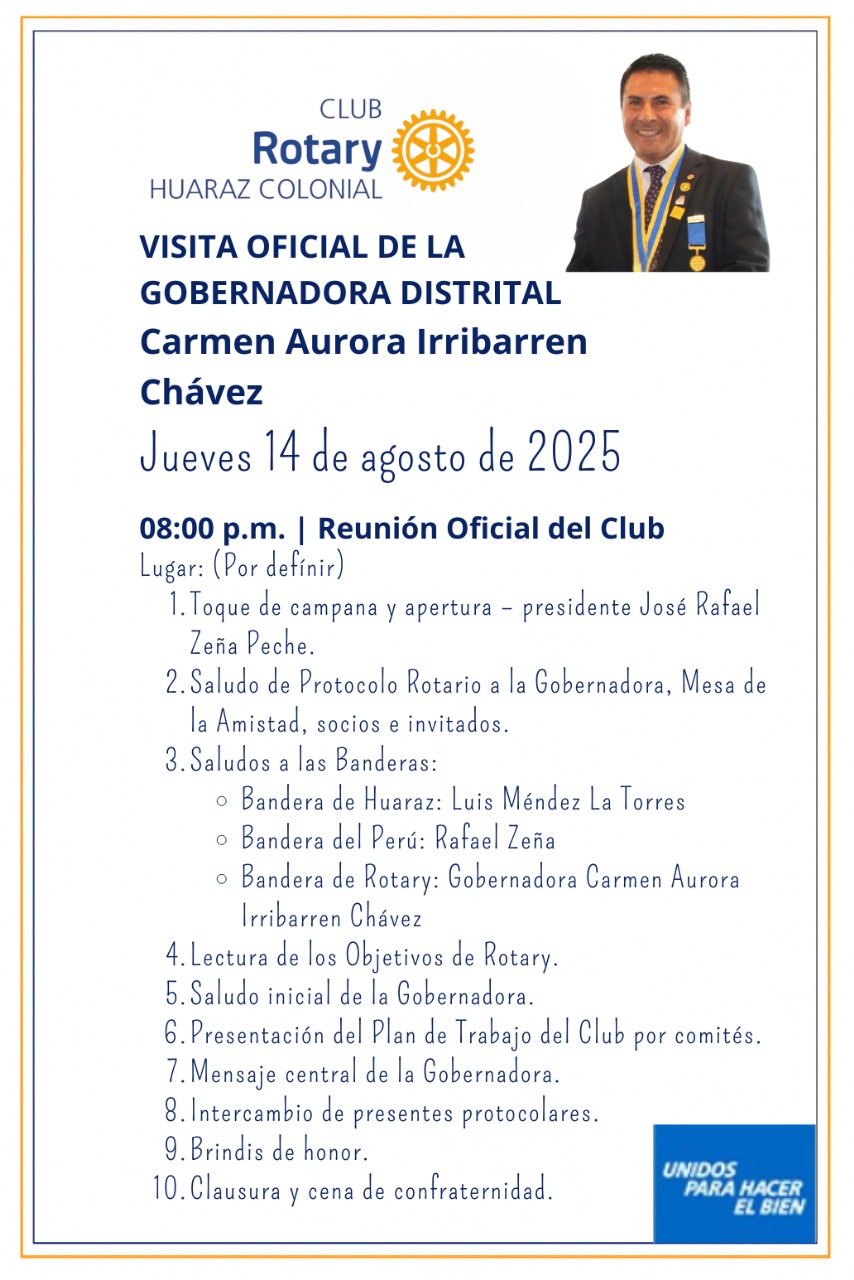 CLUB
Rotary
HUARAZ COLONIAL
VISITA OFICIAL DE LA
GOBERNADORA DISTRITAL
Carmen Aurora Irribarren
Chávez
Jueves 14 de agosto de 2025
08:00 p.m. | Reunión Oficial del Club
Lugar: (Por defínir)
1. Toque de campana y apertura – presidente José Rafael
Zeña Peche.
2. Saludo de Protocolo Rotario a la Gobernadora, Mesa de
la Amistad, socios e invitados.
3. Saludos a las Banderas:
○ Bandera de Huaraz: Luis Méndez La Torres
○ Bandera del Perú: Rafael Zeña
○ Bandera de Rotary: Gobernadora Carmen Aurora
Irribarren Chávez
4. Lectura de los Objetivos de Rotary.
5. Saludo inicial de la Gobernadora.
6. Presentación del Plan de Trabajo del Club por comités.
7. Mensaje central de la Gobernadora.
8. Intercambio de presentes protocolares.
9. Brindis de honor.
10. Clausura y cena de confraternidad.
UNIDOS
PARA HACER
EL BIEN